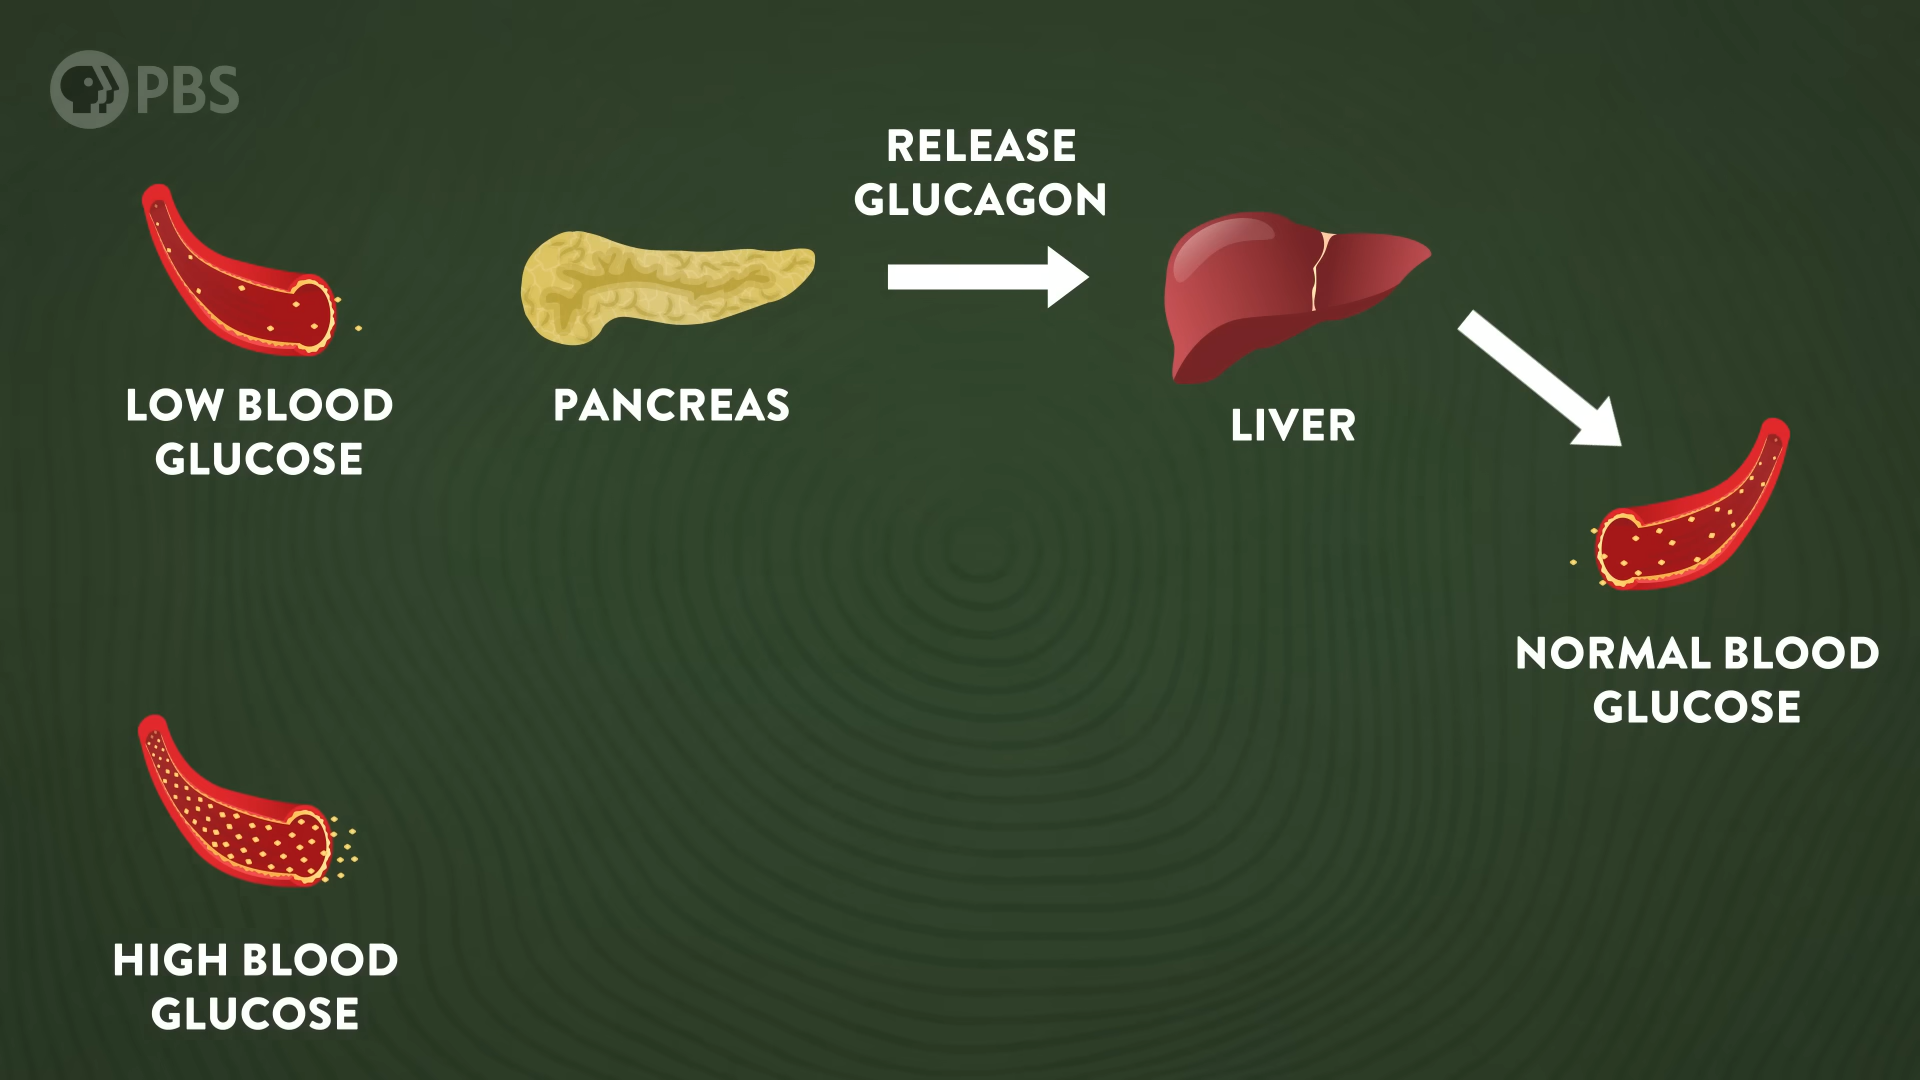 PBS
RELEASE
GLUCAGON
LOW BLOOD
GLUCOSE
PANCREAS
LIVER
NORMAL BLOOD
GLUCOSE
HIGH BLOOD
GLUCOSE